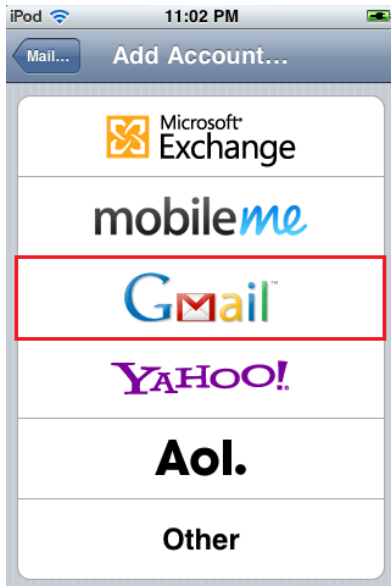 iPod 11:02 PM
Mail... Add Account...
Microsoft®
Exchange
mobileme
Gmail™
YAHOO!
Aol.
Other